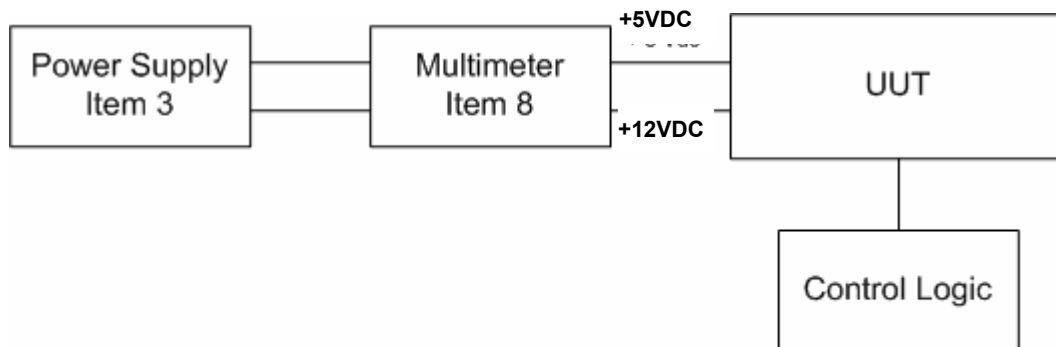 +5VDC
Power Supply
Item 3
Multimeter
Item 8
UUT
+12VDC
Control Logic